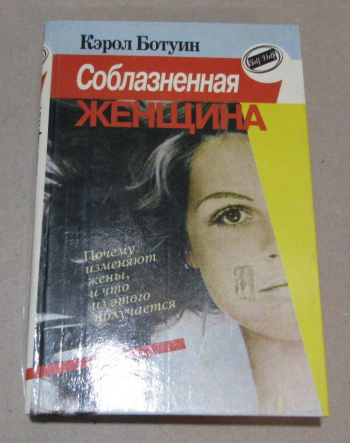 Кэрол Ботуин
Self-Help
Соблазненная
ЖЕНЩИНА
Почему
изменяют
жены,
и что
из этого
получается